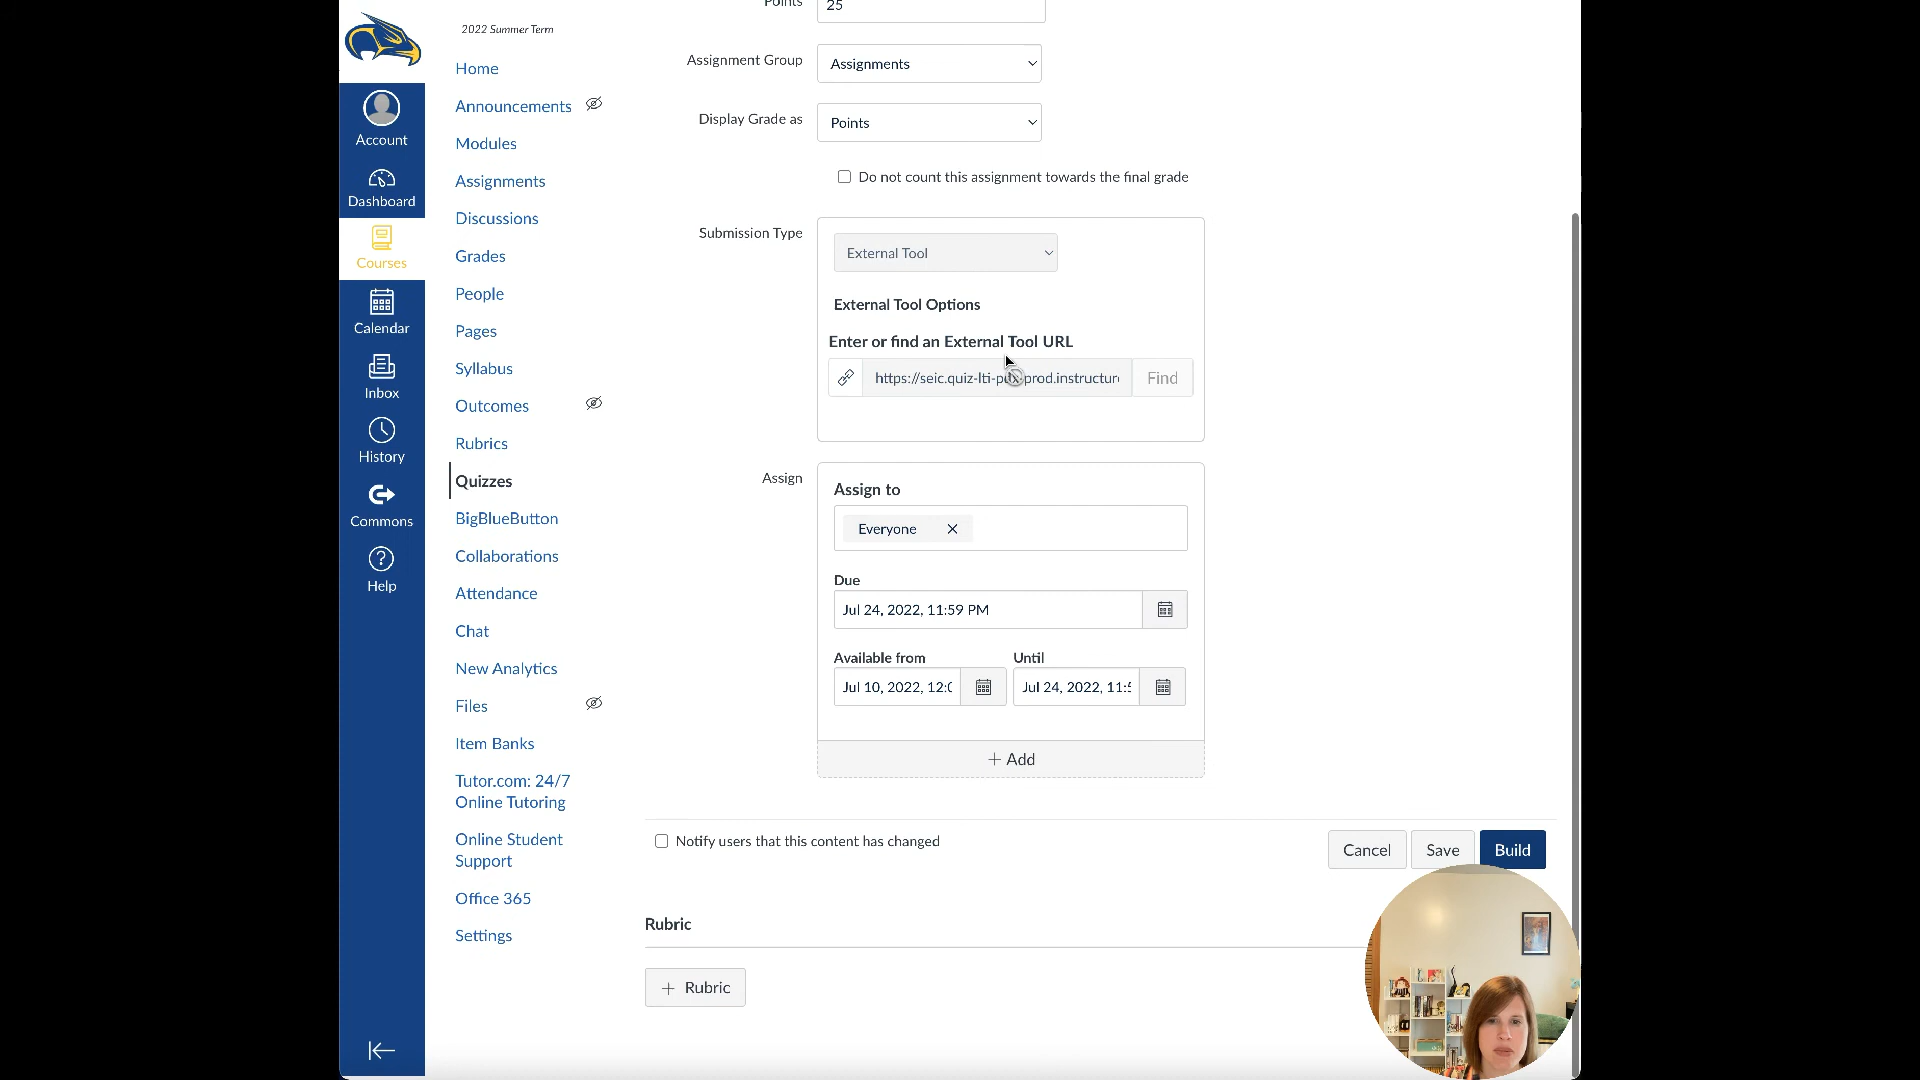 Points
25
2022 Summer Term
Home
Assignment Group
Assignments
Announcements
Display Grade as
Points
Account
Modules
Do not count this assignment towards the final grade
Assignments
Dashboard
Discussions
Submission Type
External Tool
Grades
Courses
People
External Tool Options
Calendar
Pages
Enter or find an External Tool URL
Syllabus
https://seic.quiz-lti-p
prod.instructur
Find
Inbox
Outcomes
Rubrics
History
Quizzes
Assign
Assign to
Commons
BigBlueButton
Everyone
Collaborations
Help
Due
Attendance
Jul 24, 2022, 11:59 PM
Chat
Available from
Until
New Analytics
Jul 10, 2022, 12:0
Jul 24, 2022, 11:5
Files
Item Banks
+ Add
Tutor.com: 24/7
Online Tutoring
Online Student
Support
Notify users that this content has changed
Cancel
Save
Build
Office 365
Rubric
Settings
+ Rubric